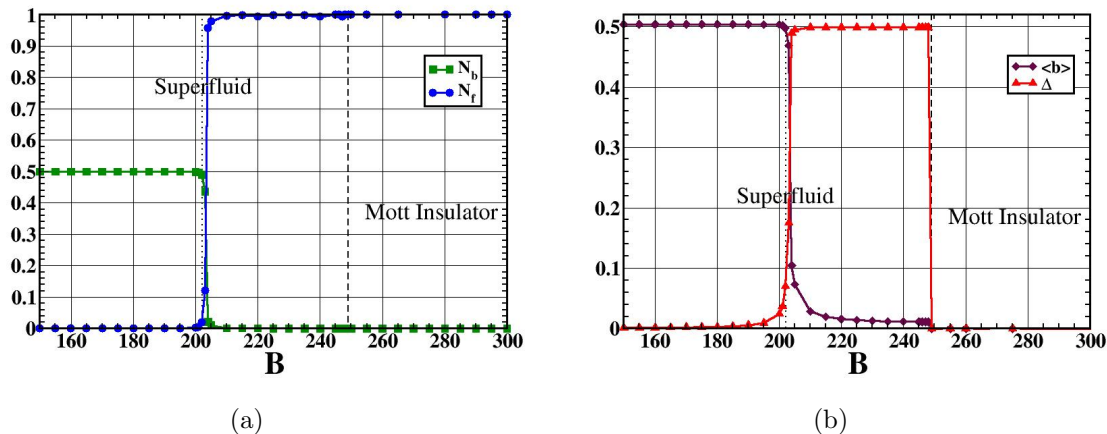 1
0.9
0.8
0.7
0.6
0.5
0.4
0.3
0.2
0.1
0
160 180 200 220 240 260 280 300
B
Superfluid
Mott Insulator
N_b
N_f
(a)
0.5
0.4
0.3
0.2
0.1
0
160 180 200 220 240 260 280 300
B
Superfluid
Mott Insulator
<b>
Δ
(b)